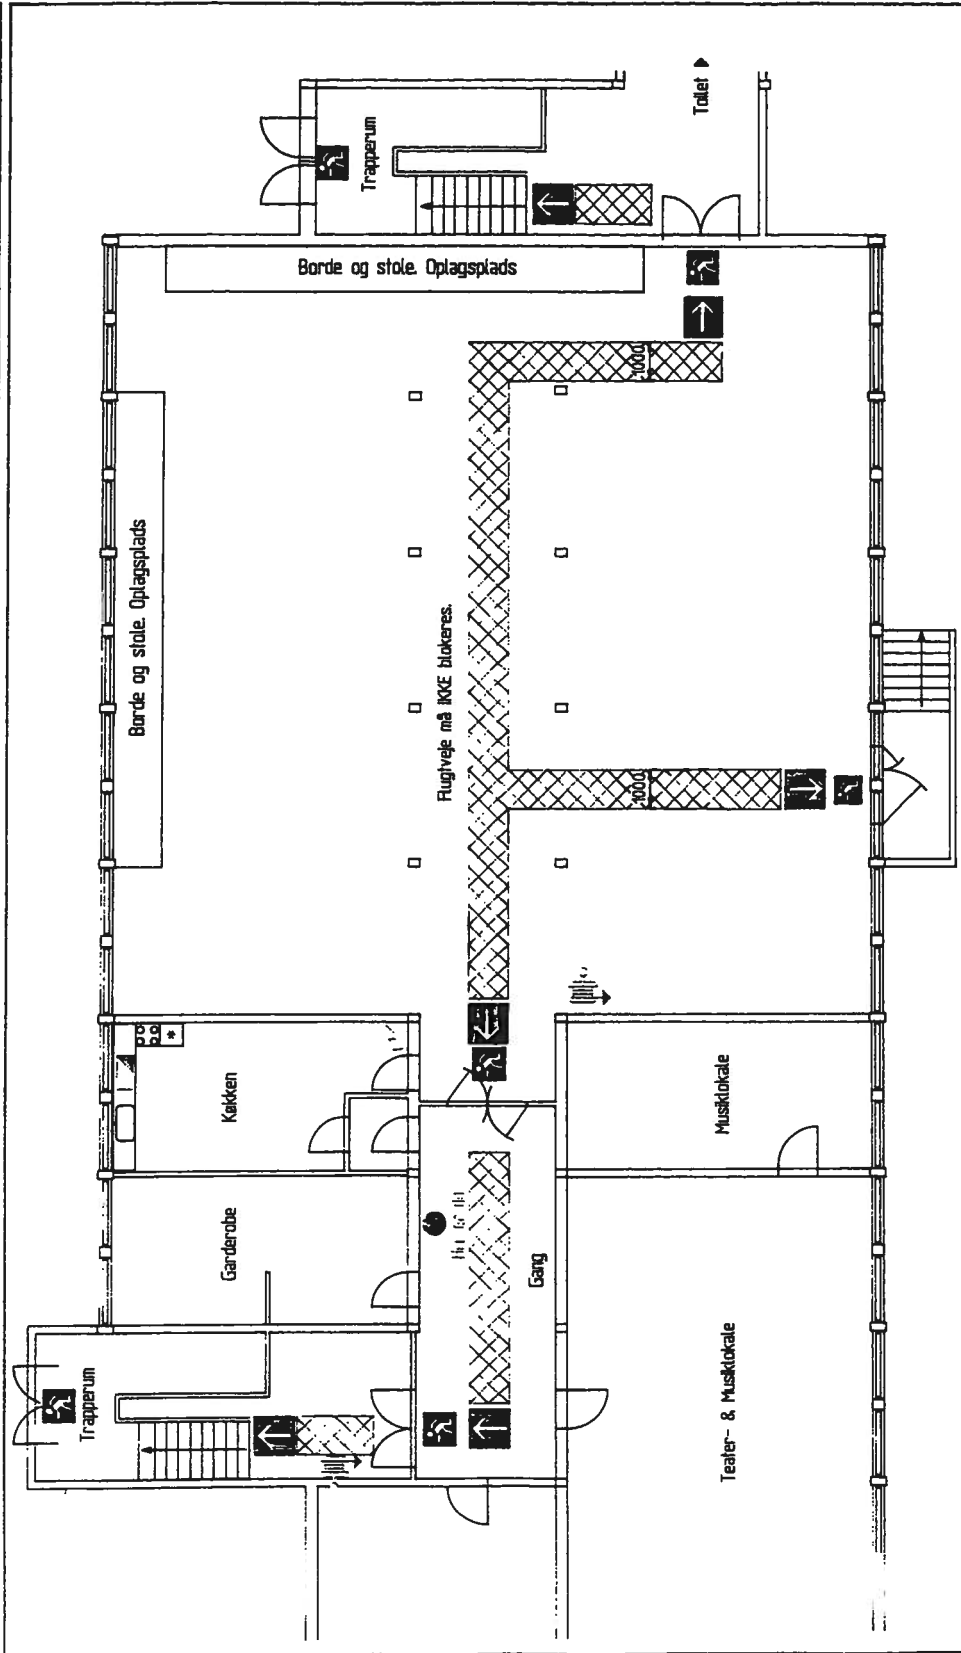 Toilet
Trapperum
Borde og stole. Oplagsplads
1000
Borde og stole. Oplagsplads
Flugtveje må IKKE blokeres.
1000
Køkken
Musiklokale
Garderobe
Gang
Trapperum
Teater- & Musiklokale